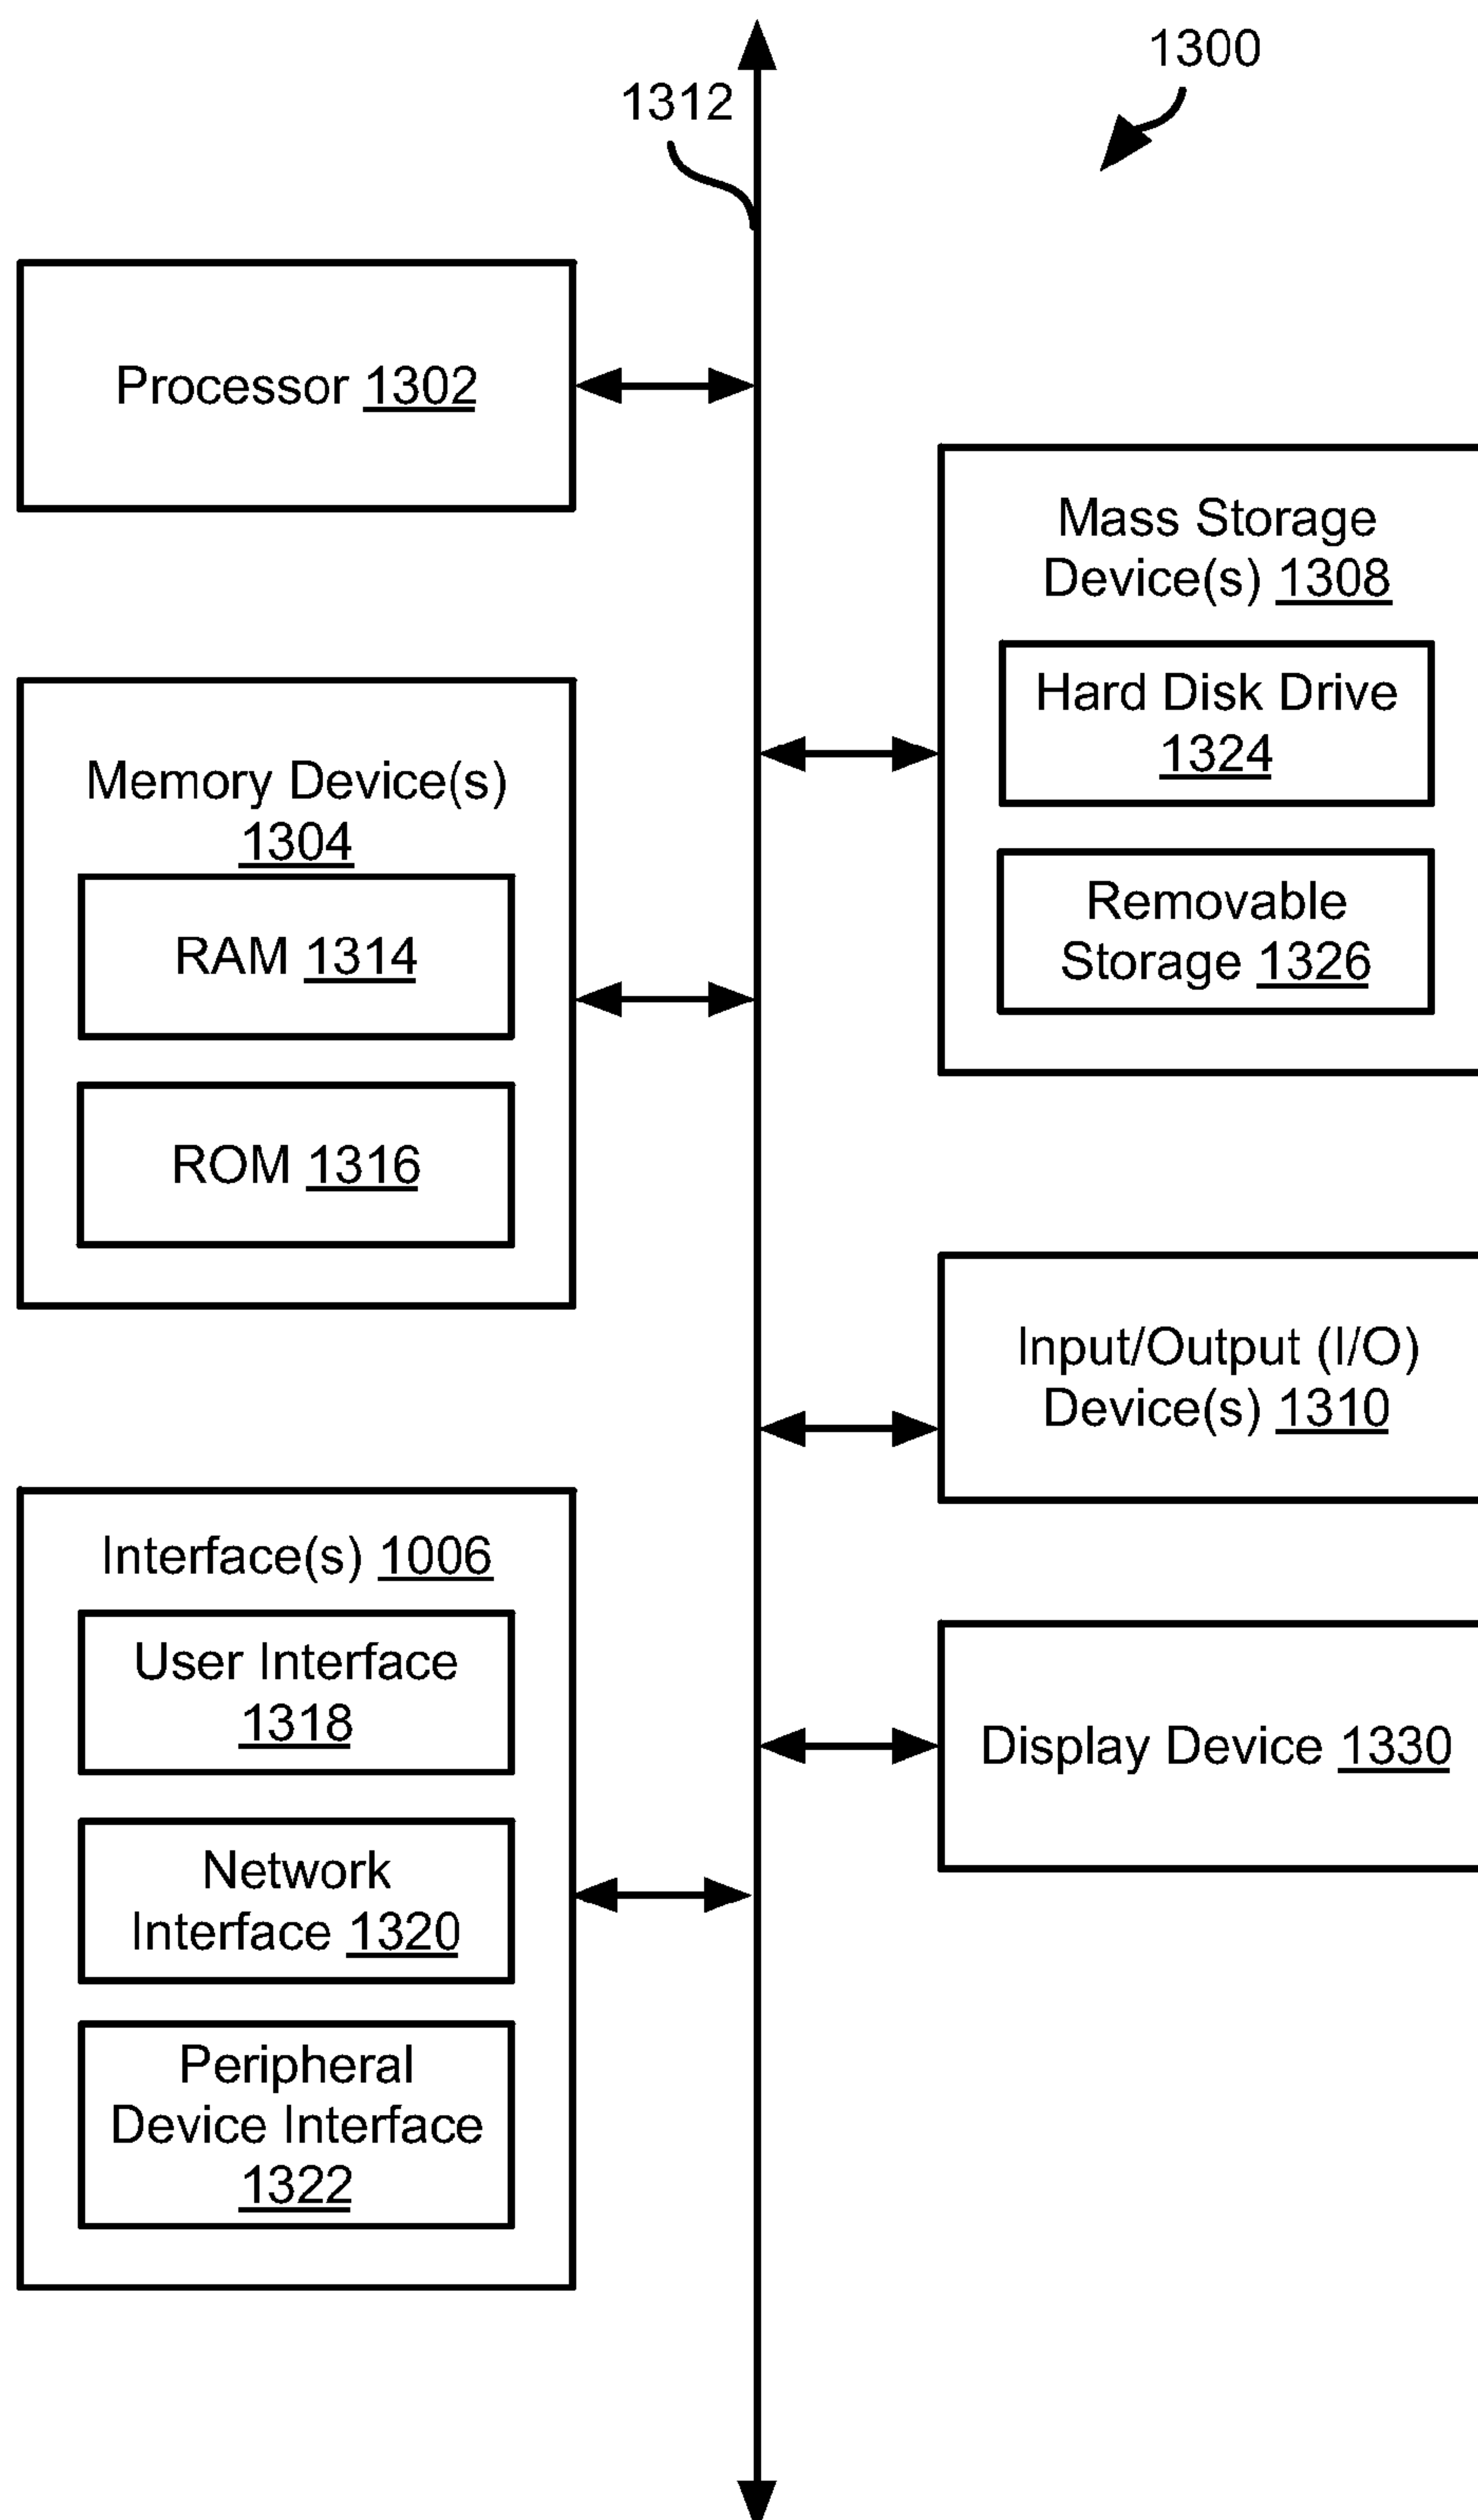 1300
1312
Processor 1302
Mass Storage
Device(s) 1308
Hard Disk Drive
1324
Removable
Storage 1326
Memory Device(s)
1304
RAM 1314
ROM 1316
Input/Output (I/O)
Device(s) 1310
Interface(s) 1006
User Interface
1318
Network
Interface 1320
Peripheral
Device Interface
1322
Display Device 1330